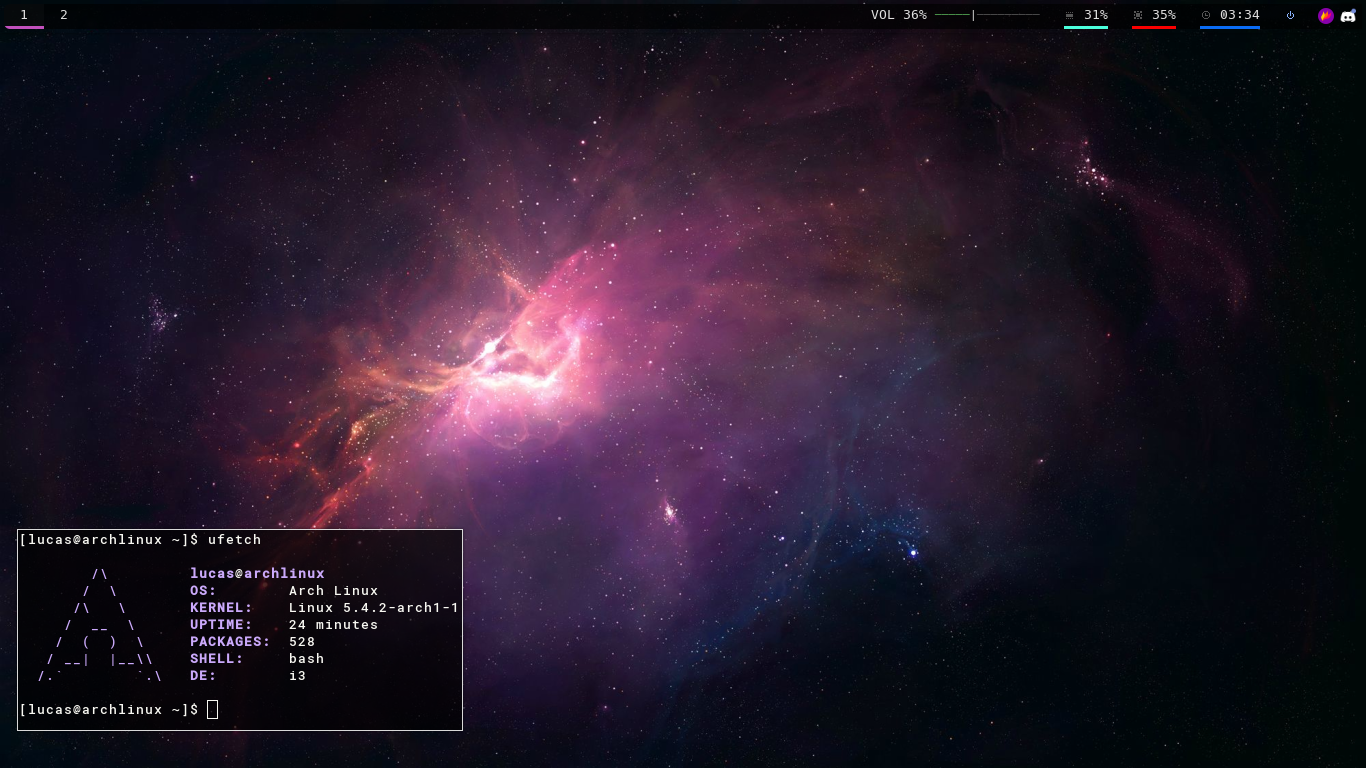 1 2 VOL 36% 31% 35% 03:34
[lucas@archlinux ~]$ ufetch
lucas@archlinux
OS: Arch Linux
KERNEL: Linux 5.4.2-arch1-1
UPTIME: 24 minutes
PACKAGES: 528
SHELL: bash
DE: i3
[lucas@archlinux ~]$